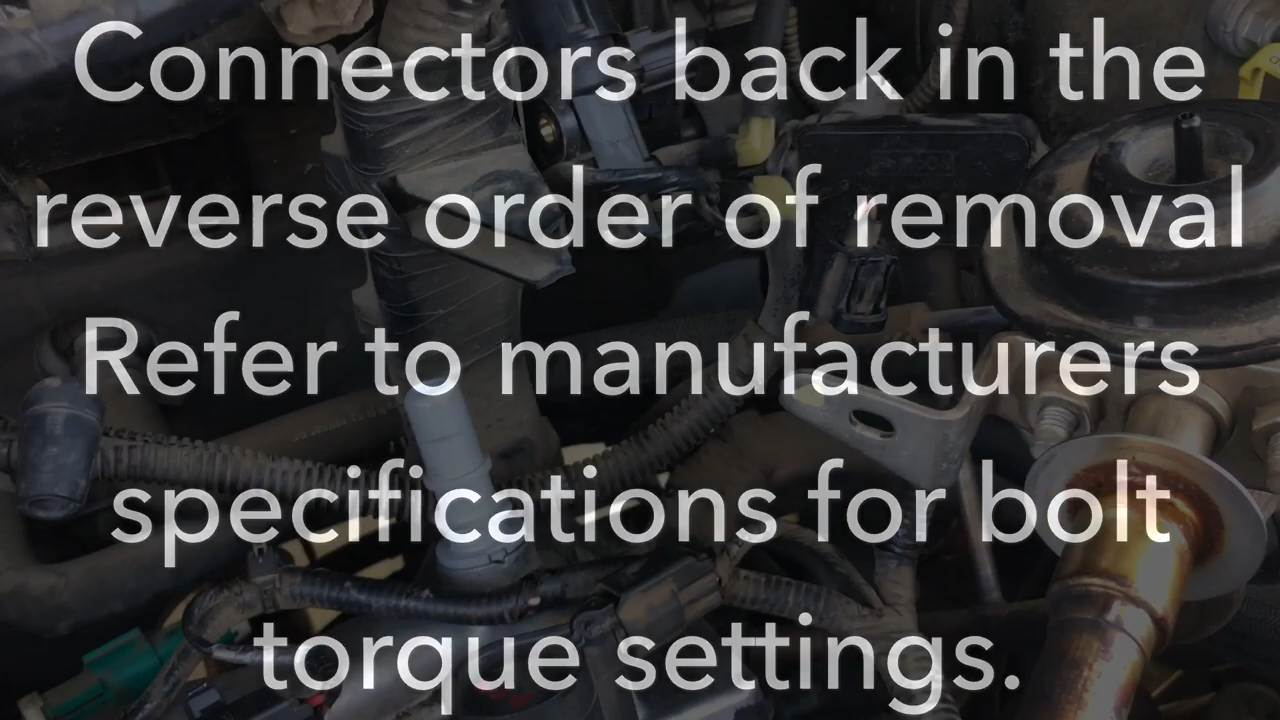 Connectors back in the
reverse order of removal
Refer to manufacturers
specifications for bolt
torque settings.